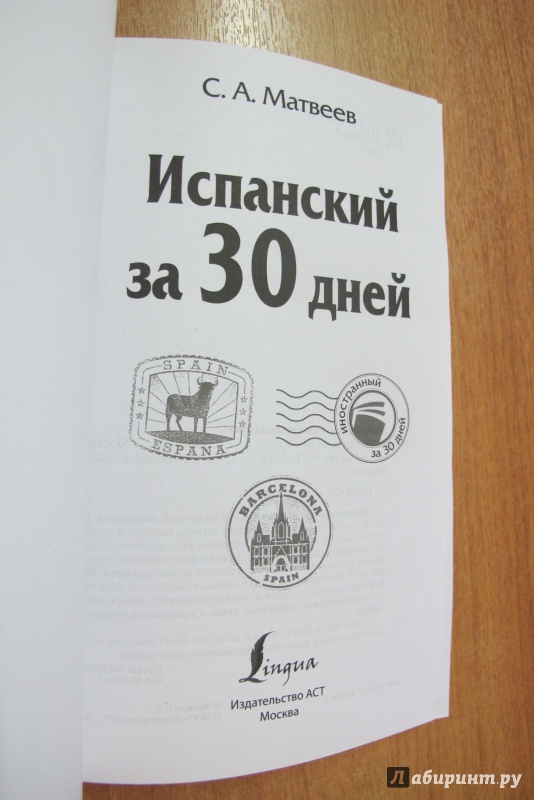 С. А. Матвеев
Испанский
за 30 дней
SPAIN
ESPANA
иностранный
за 30 дней
BARCELONA
SPAIN
Lingua
Издательство АСТ
Москва
Лабиринт.ру